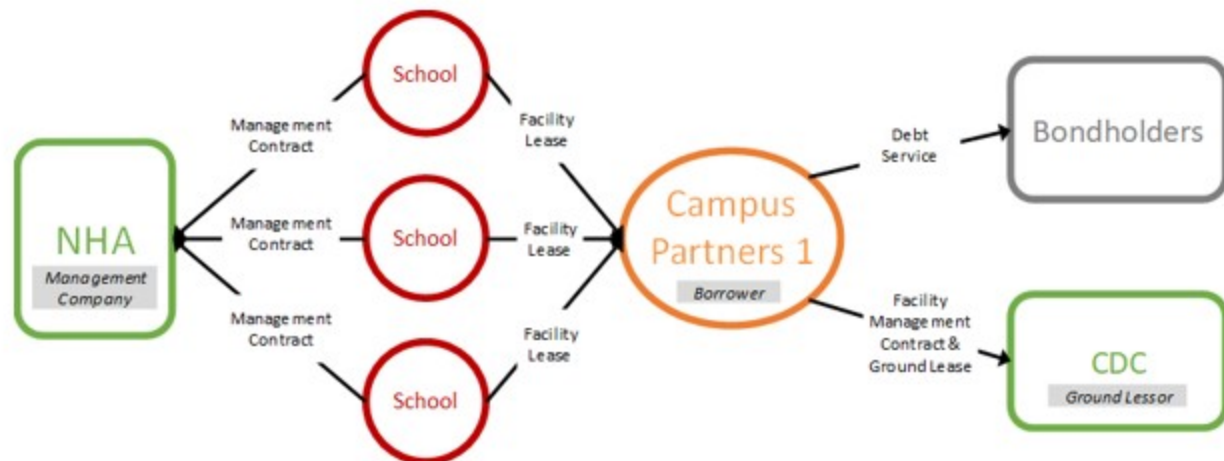 NHA
Management
Company
Management
Contract
Management
Contract
Management
Contract
School
School
School
Facility
Lease
Facility
Lease
Facility
Lease
Campus
Partners 1
Borrower
Debt
Service
Bondholders
Facility
Management
Contract &
Ground Lease
CDC
Ground Lessor